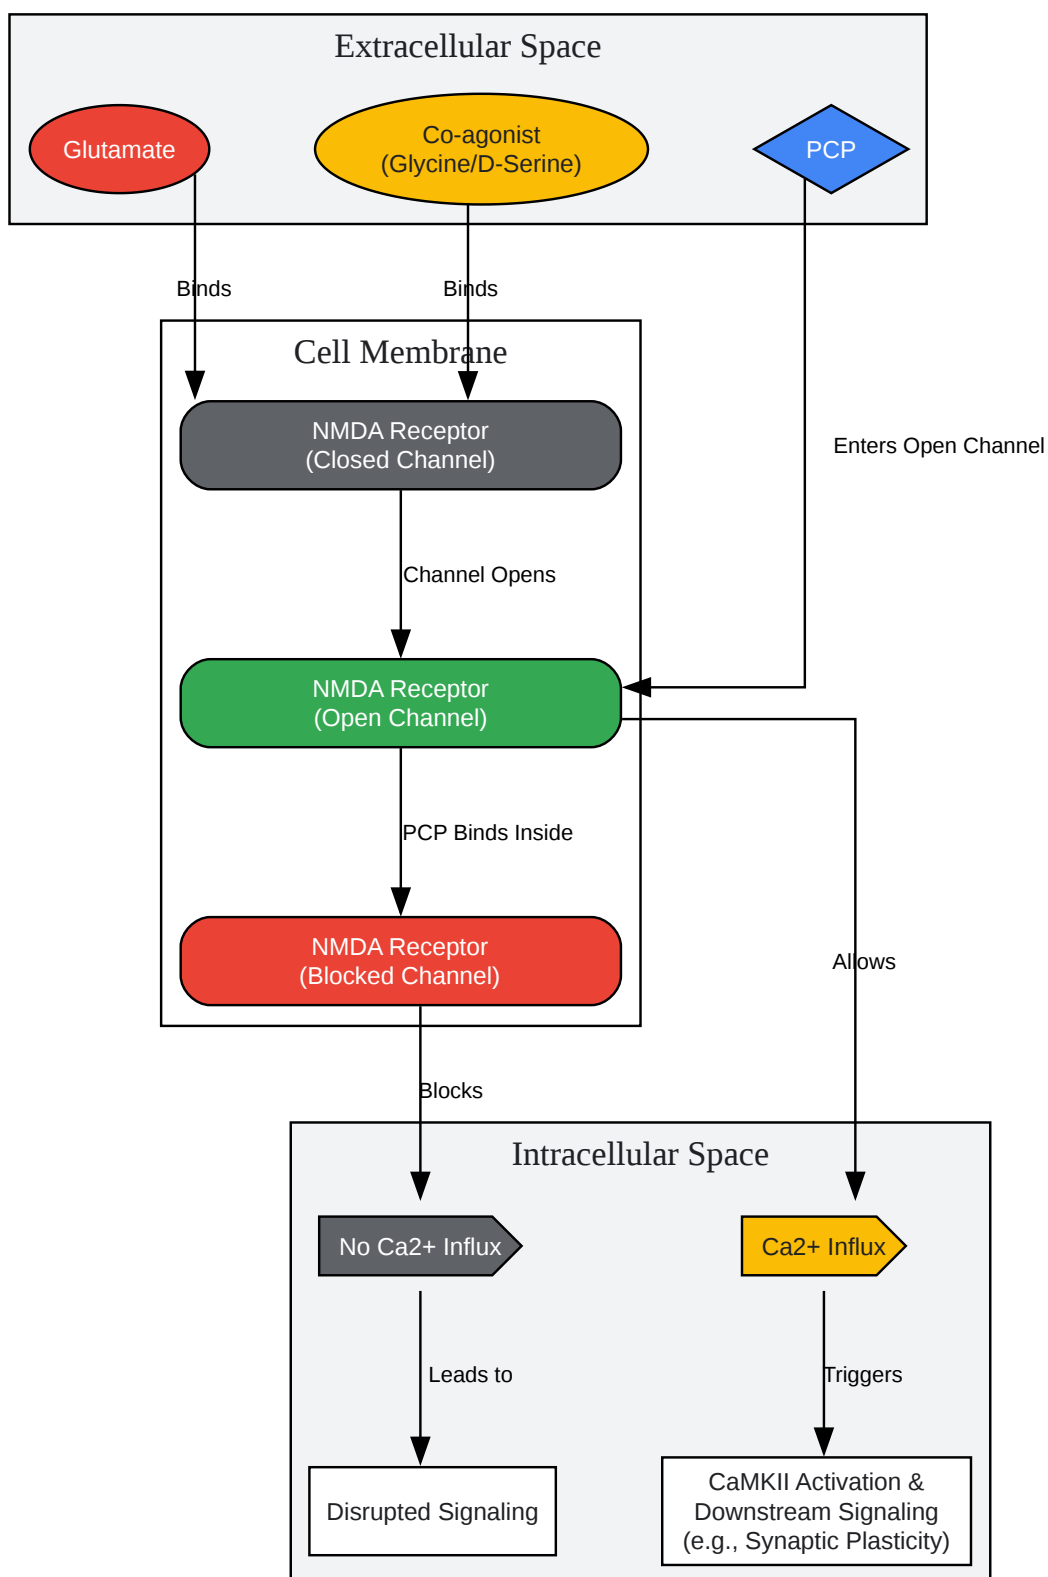 Extracellular Space
Glutamate
Co-agonist
(Glycine/D-Serine)
PCP
Binds
Binds
Cell Membrane
NMDA Receptor
(Closed Channel)
Enters Open Channel
Channel Opens
NMDA Receptor
(Open Channel)
PCP Binds Inside
NMDA Receptor
(Blocked Channel)
Allows
Blocks
Intracellular Space
No Ca2+ Influx
Ca2+ Influx
Leads to
Triggers
Disrupted Signaling
CaMKII Activation &
Downstream Signaling
(e.g., Synaptic Plasticity)